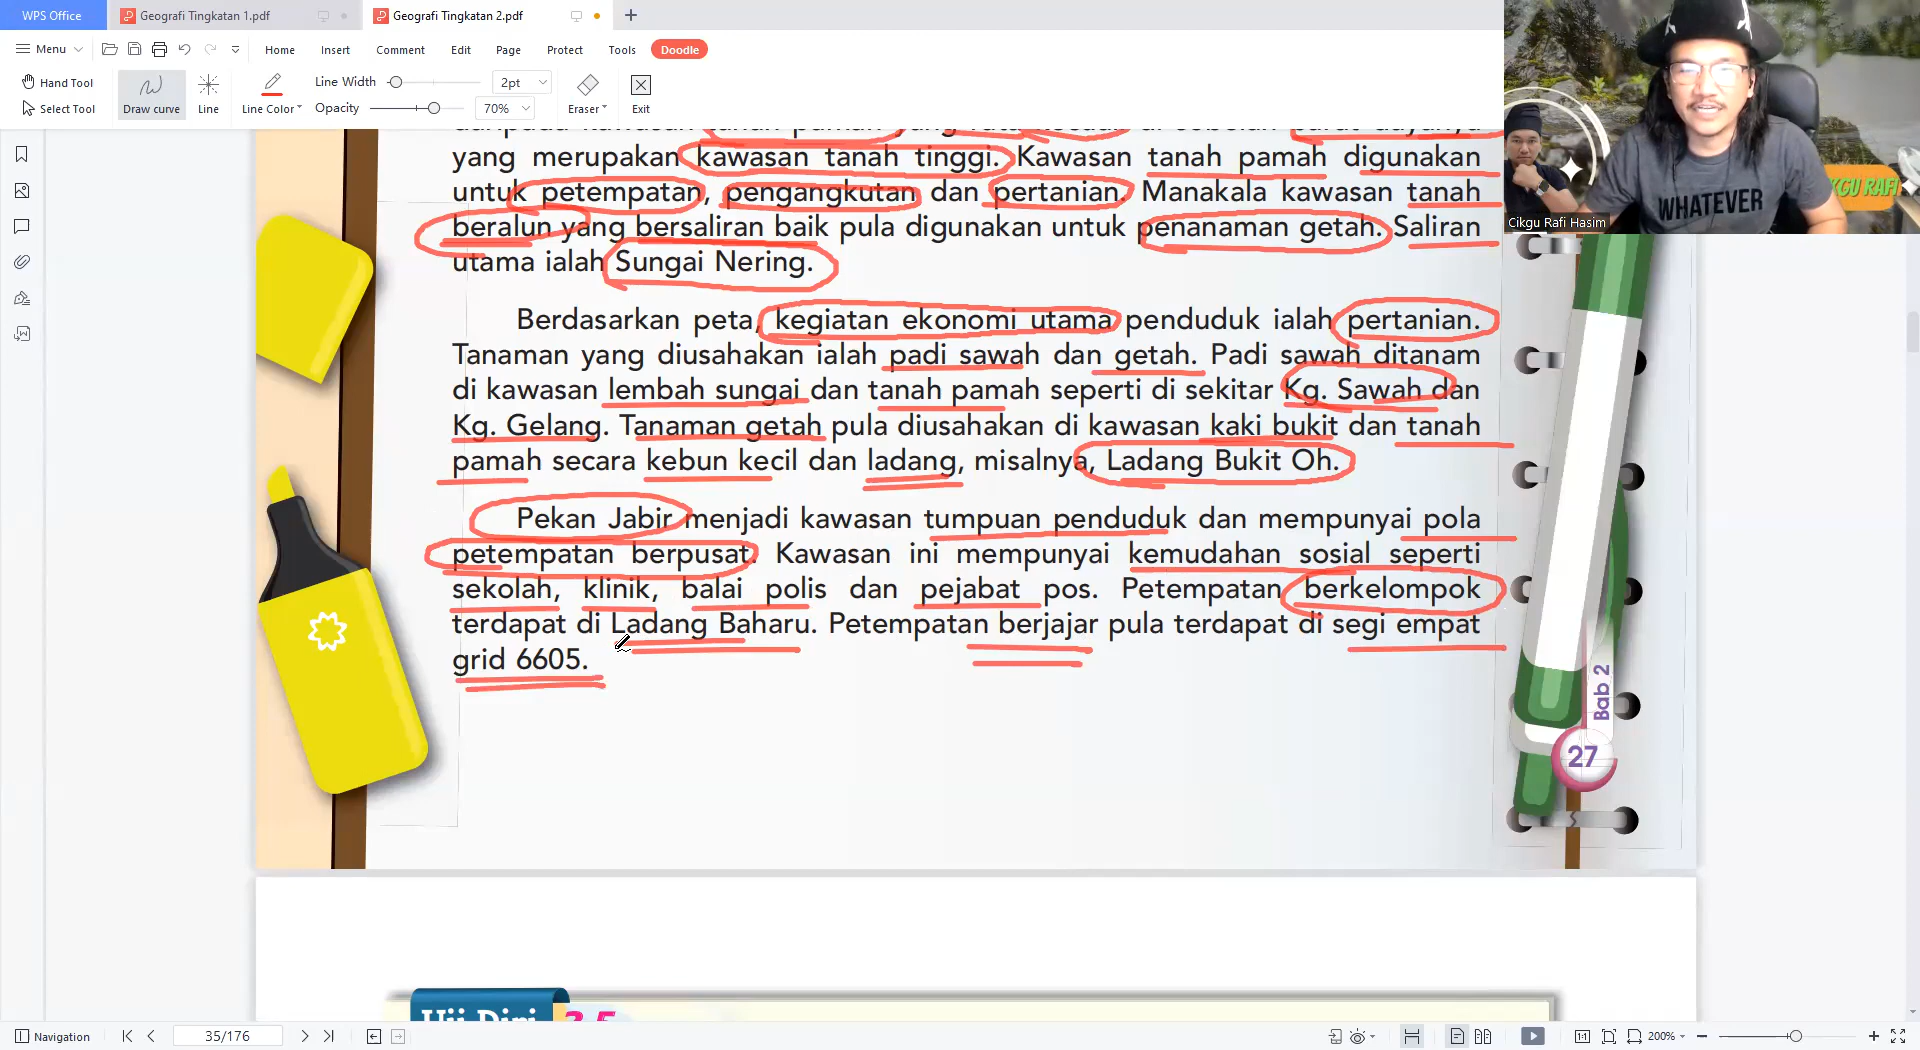 WPS Office
Geografi Tingkatan 1.pdf
Geografi Tingkatan 2.pdf
Menu
Home
Insert
Comment
Edit
Page
Protect
Tools
Doodle
Hand Tool
Select Tool
Draw curve
Line
Line Color
Line Width
2pt
Opacity
70%
Eraser
Exit
WHATEVER
KGU RAFI
Cikgu Rafi Hasim
yang merupakan kawasan tanah tinggi. Kawasan tanah pamah digunakan
untuk petempatan, pengangkutan dan pertanian. Manakala kawasan tanah
beralun yang bersaliran baik pula digunakan untuk penanaman getah. Saliran
utama ialah Sungai Nering.
Berdasarkan peta, kegiatan ekonomi utama penduduk ialah pertanian.
Tanaman yang diusahakan ialah padi sawah dan getah. Padi sawah ditanam
di kawasan lembah sungai dan tanah pamah seperti di sekitar Kg. Sawah dan
Kg. Gelang. Tanaman getah pula diusahakan di kawasan kaki bukit dan tanah
pamah secara kebun kecil dan ladang, misalnya, Ladang Bukit Oh.
Pekan Jabir menjadi kawasan tumpuan penduduk dan mempunyai pola
petempatan berpusat. Kawasan ini mempunyai kemudahan sosial seperti
sekolah, klinik, balai polis dan pejabat pos. Petempatan berkelompok
terdapat di Ladang Baharu. Petempatan berjajar pula terdapat di segi empat
grid 6605.
Bab 2
27
Uji Diri 2.5
Navigation
35/176
200%